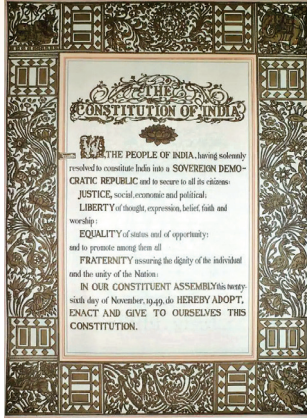 THE
CONSTITUTION OF INDIA
WE, THE PEOPLE OF INDIA, having solemnly
resolved to constitute India into a SOVEREIGN DEMO-
CRATIC REPUBLIC and to secure to all its citizens:
JUSTICE, social, economic and political;
LIBERTY of thought, expression, belief, faith and
worship;
EQUALITY of status and of opportunity;
and to promote among them all
FRATERNITY assuring the dignity of the individual
and the unity of the Nation;
IN OUR CONSTITUENT ASSEMBLY this twenty-
sixth day of November, 1949, do HEREBY ADOPT,
ENACT AND GIVE TO OURSELVES THIS
CONSTITUTION.